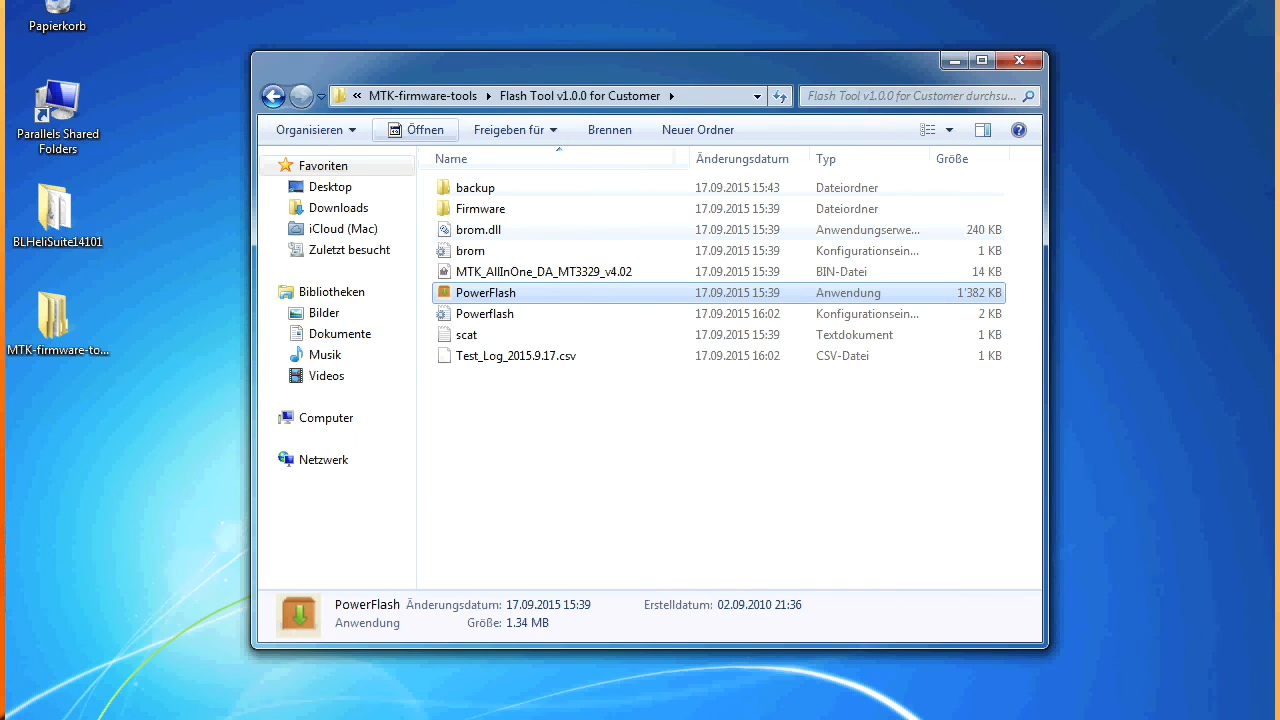 Papierkorb
Parallels Shared
Folders
BLHeliSuite14101
MTK-firmware-to...
« MTK-firmware-tools Flash Tool v1.0.0 for Customer
Flash Tool v1.0.0 for Customer durchsu...
Organisieren Öffnen Freigeben für Brennen Neuer Ordner
Favoriten
Desktop
Downloads
iCloud (Mac)
Zuletzt besucht
Bibliotheken
Bilder
Dokumente
Musik
Videos
Computer
Netzwerk
Name Änderungsdatum Typ Größe
backup 17.09.2015 15:43 Dateiordner
Firmware 17.09.2015 15:39 Dateiordner
brom.dll 17.09.2015 15:39 Anwendungserwe... 240 KB
brom 17.09.2015 15:39 Konfigurationsein... 1 KB
MTK_AllInOne_DA_MT3329_v4.02 17.09.2015 15:39 BIN-Datei 14 KB
PowerFlash 17.09.2015 15:39 Anwendung 1'382 KB
Powerflash 17.09.2015 16:02 Konfigurationsein... 2 KB
scat 17.09.2015 15:39 Textdokument 1 KB
Test_Log_2015.9.17.csv 17.09.2015 16:02 CSV-Datei 1 KB
PowerFlash Änderungsdatum: 17.09.2015 15:39 Erstelldatum: 02.09.2010 21:36
Anwendung Größe: 1.34 MB